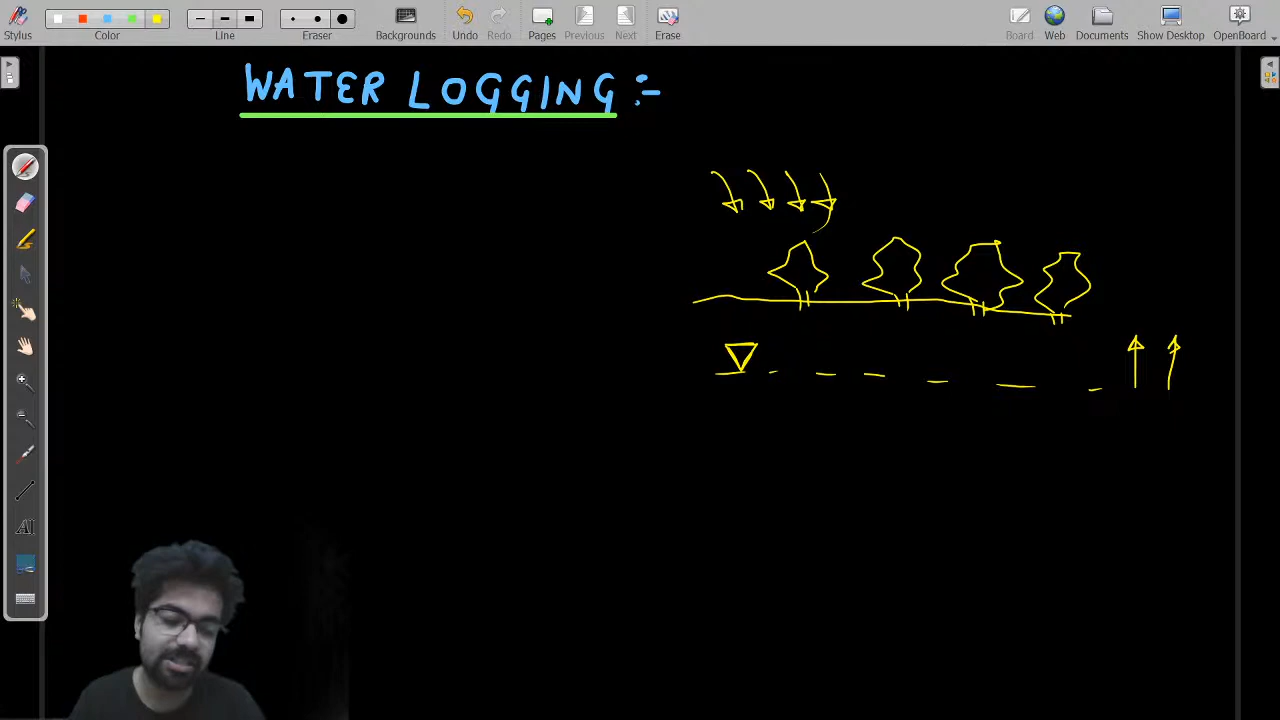 Stylus Color Line Eraser Backgrounds Undo Redo Pages Previous Next Erase Board Web Documents Show Desktop OpenBoard
WATER LOGGING :-
AI